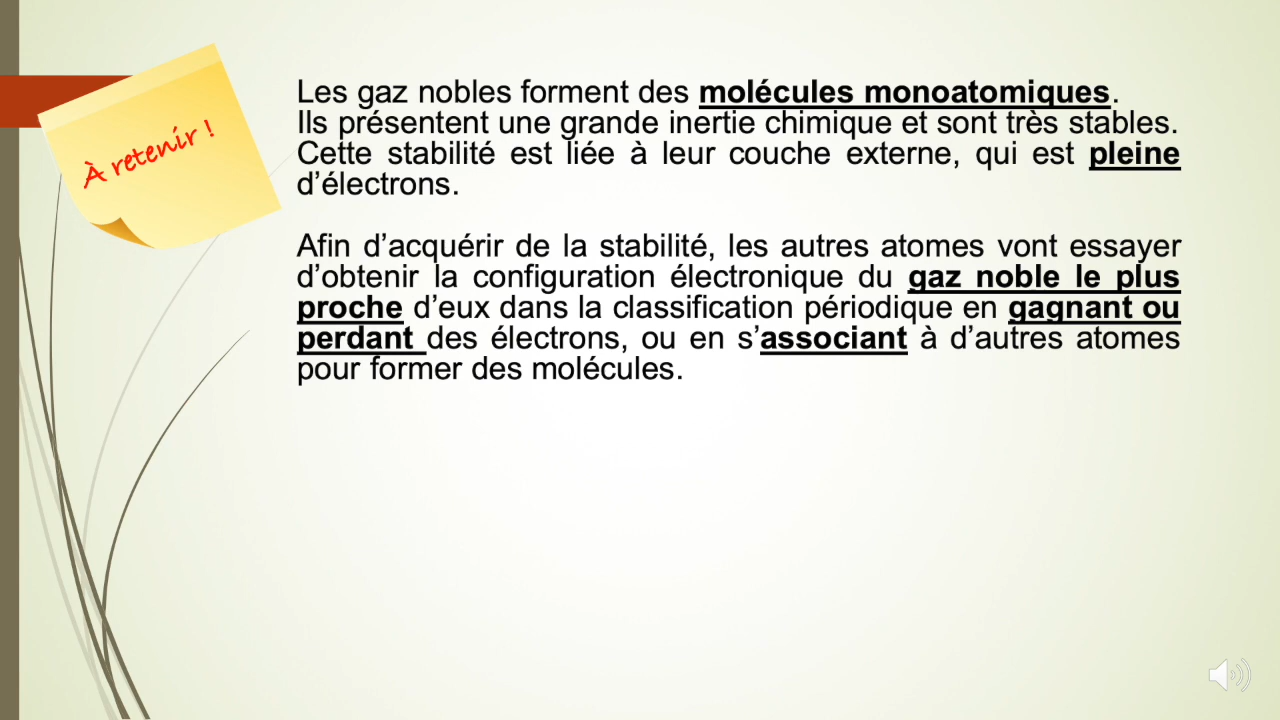 À retenir !
Les gaz nobles forment des molécules monoatomiques.
Ils présentent une grande inertie chimique et sont très stables.
Cette stabilité est liée à leur couche externe, qui est pleine
d’électrons.
Afin d’acquérir de la stabilité, les autres atomes vont essayer
d’obtenir la configuration électronique du gaz noble le plus
proche d’eux dans la classification périodique en gagnant ou
perdant des électrons, ou en s’associant à d’autres atomes
pour former des molécules.